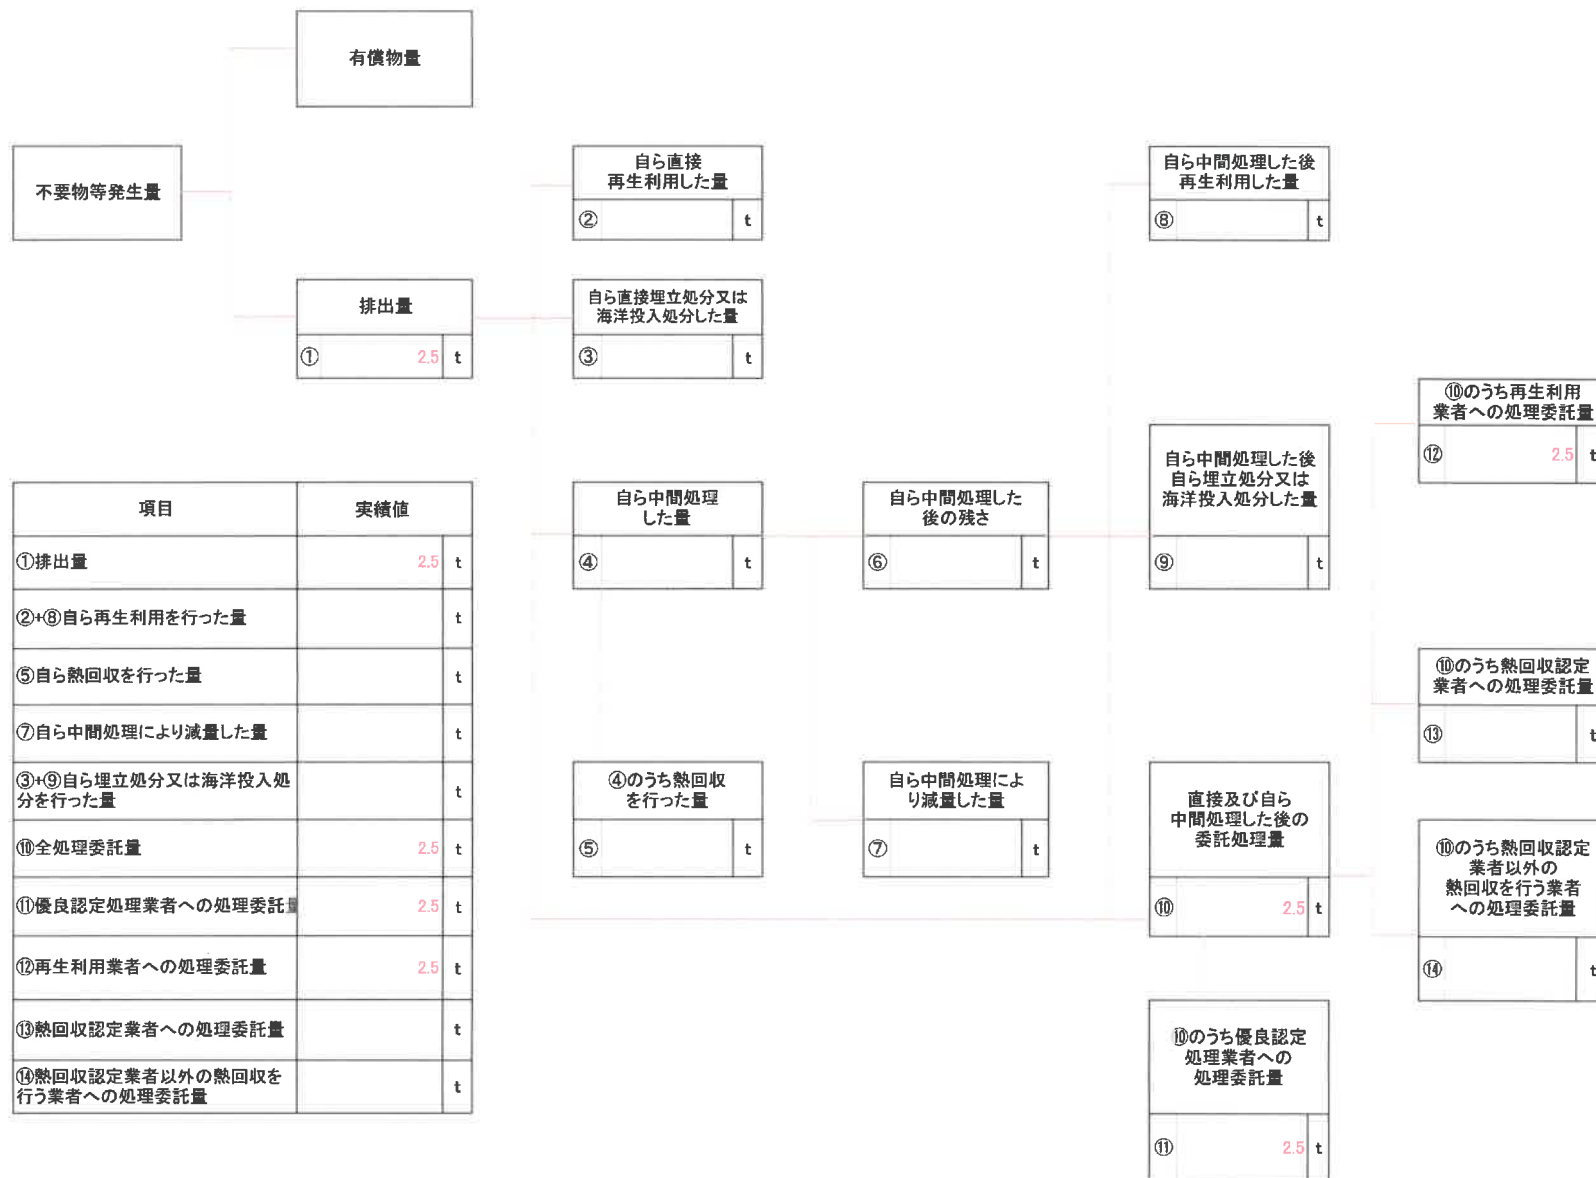 有償物量
不要物等発生量
自ら直接
再生利用した量
② t
自ら中間処理した後
再生利用した量
⑧ t
排出量
① 2.5 t
自ら直接埋立処分又は
海洋投入処分した量
③ t
⑩のうち再生利用
業者への処理委託量
⑫ 2.5 t
自ら中間処理
した量
④ t
自ら中間処理した
後の残さ
⑥ t
自ら中間処理した後
自ら埋立処分又は
海洋投入処分した量
⑨ t
⑩のうち熱回収認定
業者への処理委託量
⑬ t
④のうち熱回収
を行った量
⑤ t
自ら中間処理によ
り減量した量
⑦ t
直接及び自ら
中間処理した後の
委託処理量
⑩ 2.5 t
⑩のうち熱回収認定
業者以外の
熱回収を行う業者
への処理委託量
⑭ t
⑩のうち優良認定
処理業者への
処理委託量
⑪ 2.5 t
項目 実績値
①排出量 2.5 t
②+⑧自ら再生利用を行った量 t
⑤自ら熱回収を行った量 t
⑦自ら中間処理により減量した量 t
③+⑨自ら埋立処分又は海洋投入処
分を行った量 t
⑩全処理委託量 2.5 t
⑪優良認定処理業者への処理委託量 2.5 t
⑫再生利用業者への処理委託量 2.5 t
⑬熱回収認定業者への処理委託量 t
⑭熱回収認定業者以外の熱回収を
行う業者への処理委託量 t